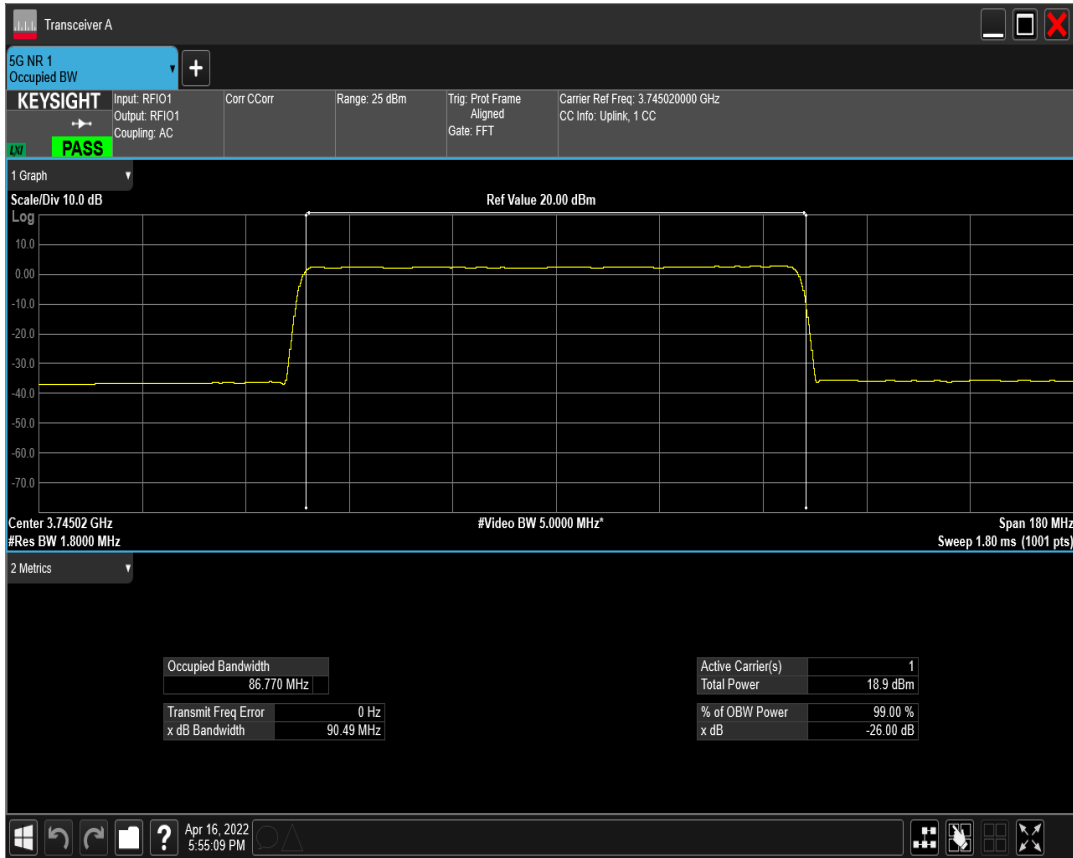 Transceiver A
5G NR 1
Occupied BW
KEYSIGHT
Input: RFIO1
Output: RFIO1
Coupling: AC
Corr CCorr
Range: 25 dBm
Trig: Prot Frame
Aligned
Gate: FFT
Carrier Ref Freq: 3.745020000 GHz
CC Info: Uplink, 1 CC
LXI
PASS
1 Graph
Scale/Div 10.0 dB
Ref Value 20.00 dBm
Log
10.0
0.00
-10.0
-20.0
-30.0
-40.0
-50.0
-60.0
-70.0
Center 3.74502 GHz
#Video BW 5.0000 MHz*
Span 180 MHz
#Res BW 1.8000 MHz
Sweep 1.80 ms (1001 pts)
2 Metrics
Occupied Bandwidth
86.770 MHz
Transmit Freq Error 0 Hz
x dB Bandwidth 90.49 MHz
Active Carrier(s) 1
Total Power 18.9 dBm
% of OBW Power 99.00 %
x dB -26.00 dB
Apr 16, 2022
5:55:09 PM